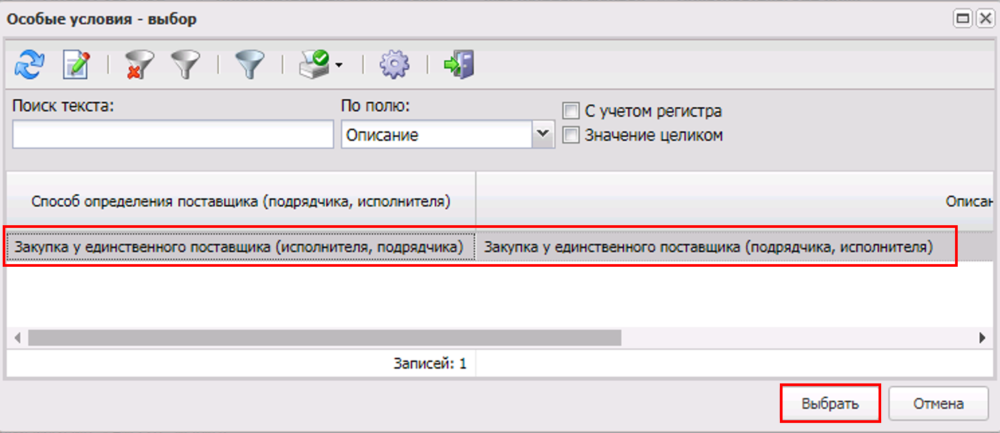 Особые условия - выбор
Поиск текста:
По полю:
С учетом регистра
Описание
Значение целиком
Способ определения поставщика (подрядчика, исполнителя)
Описан
Закупка у единственного поставщика (исполнителя, подрядчика)
Закупка у единственного поставщика (подрядчика, исполнителя)
Записей: 1
Выбрать
Отмена